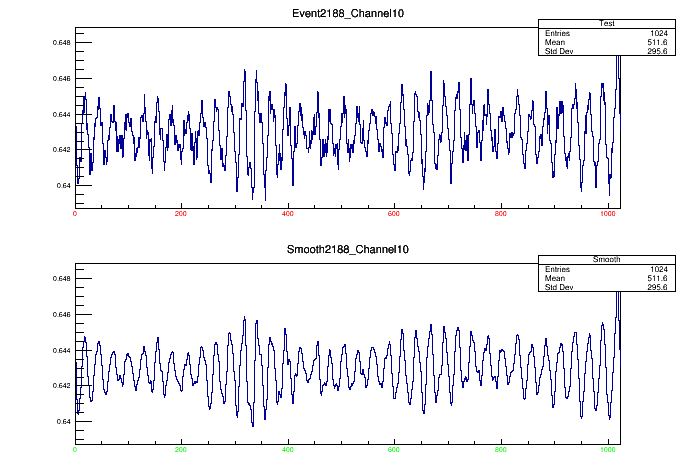 Event2188_Channel10
Test
Entries 1024
Mean 511.6
Std Dev 295.6
0.648
0.646
0.644
0.642
0.64
0 200 400 600 800 1000
Smooth2188_Channel10
Smooth
Entries 1024
Mean 511.6
Std Dev 295.6
0.648
0.646
0.644
0.642
0.64
0 200 400 600 800 1000